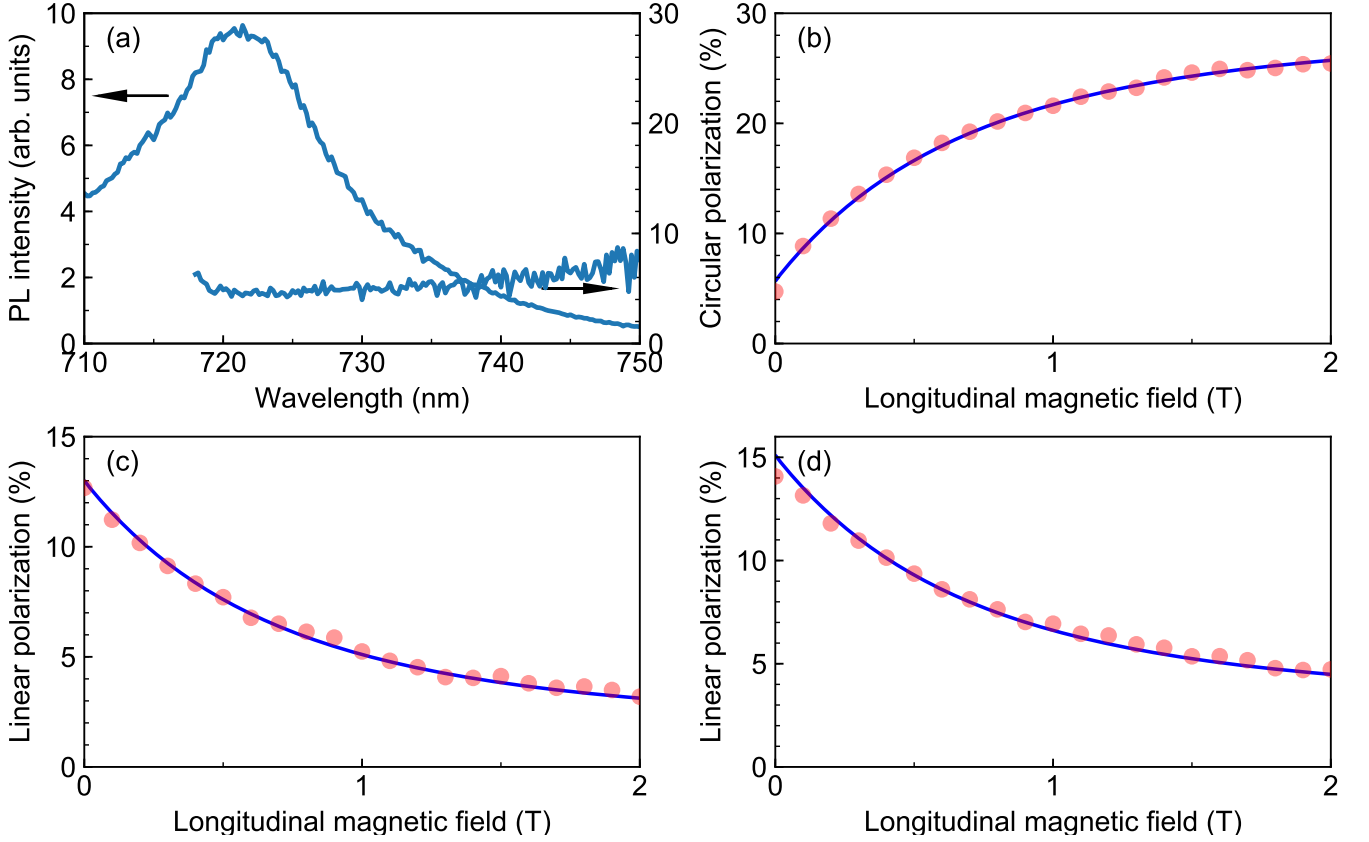 (a)
PL intensity (arb. units)
10
8
6
4
2
0
30
20
10
0
710 720 730 740 750
Wavelength (nm)
(b)
Circular polarization (%)
30
20
10
0
0 1 2
Longitudinal magnetic field (T)
(c)
Linear polarization (%)
15
10
5
0
0 1 2
Longitudinal magnetic field (T)
(d)
Linear polarization (%)
15
10
5
0
0 1 2
Longitudinal magnetic field (T)